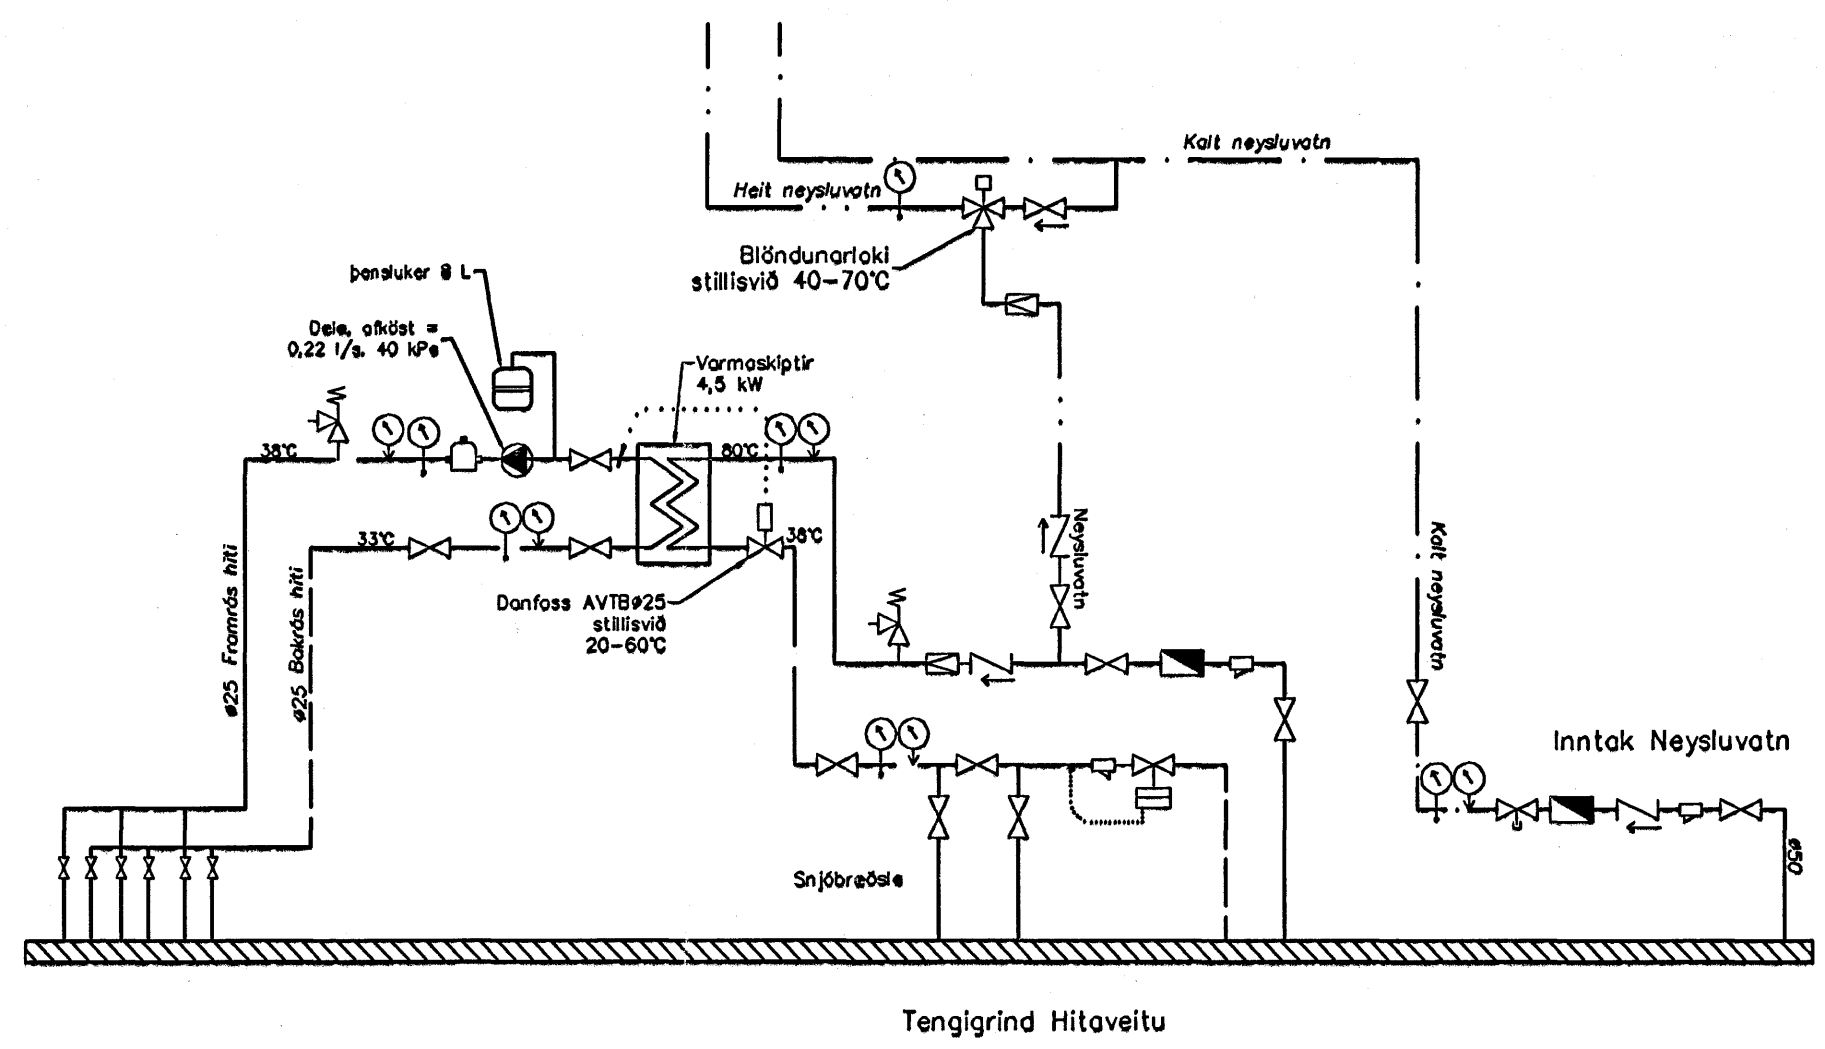 Kalt neysluvatn
Heit neysluvatn
Blöndunarloki
stillisvið 40-70°C
þensluker 8 L
Dæla, afköst =
0,22 l/s. 40 kPa
Varmaskiptir
4,5 kW
38°C
80°C
33°C
38°C
Neysluvatn
Kalt neysluvatn
ø25 Framrás hiti
ø25 Bakrás hiti
Danfoss AVTBø25
stillisvið
20-60°C
Inntak Neysluvatn
ø50
Snjóbræðsla
Tengigrind Hitaveitu